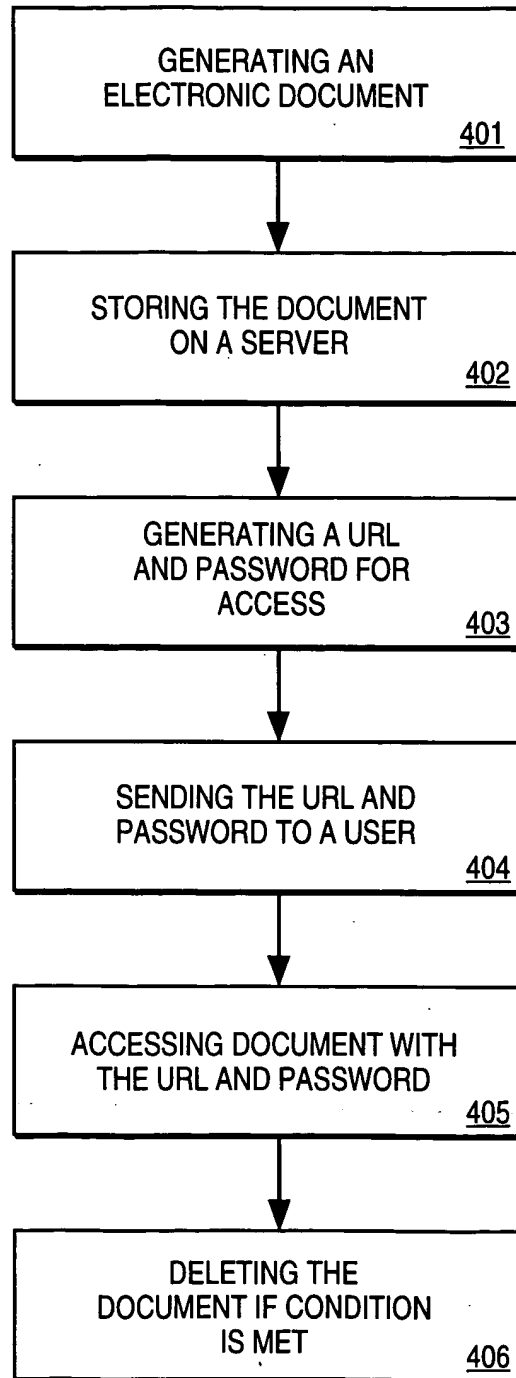 GENERATING AN
ELECTRONIC DOCUMENT
401
STORING THE DOCUMENT
ON A SERVER
402
GENERATING A URL
AND PASSWORD FOR
ACCESS
403
SENDING THE URL AND
PASSWORD TO A USER
404
ACCESSING DOCUMENT WITH
THE URL AND PASSWORD
405
DELETING THE
DOCUMENT IF CONDITION
IS MET
406